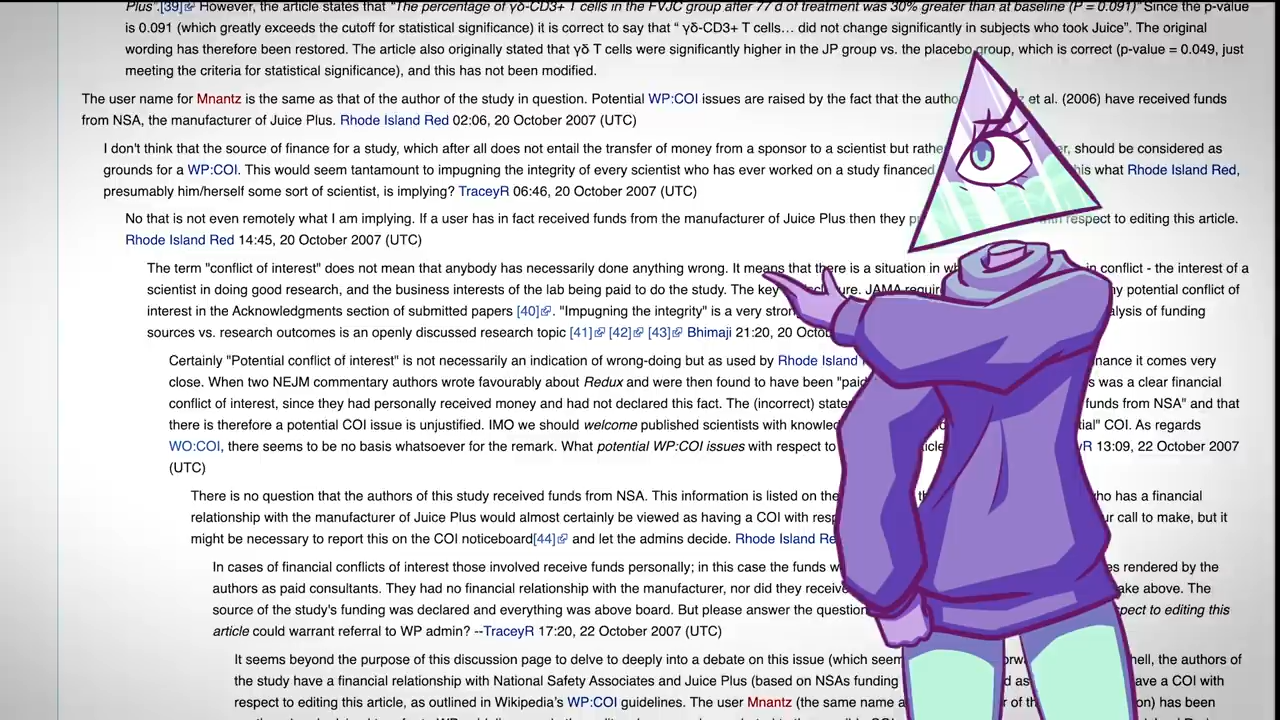 Plus".[39] However, the article states that "The percentage of γδ-CD3+ T cells in the FVJC group after 77 d of treatment was 30% greater than at baseline (P = 0.091)" Since the p-value
is 0.091 (which greatly exceeds the cutoff for statistical significance) it is correct to say that " γδ-CD3+ T cells… did not change significantly in subjects who took Juice". The original
wording has therefore been restored. The article also originally stated that γδ T cells were significantly higher in the JP group vs. the placebo group, which is correct (p-value = 0.049, just
meeting the criteria for statistical significance), and this has not been modified.
The user name for Mnantz is the same as that of the author of the study in question. Potential WP:COI issues are raised by the fact that the et al. (2006) have received funds
from NSA, the manufacturer of Juice Plus. Rhode Island Red 02:06, 20 October 2007 (UTC)
I don't think that the source of finance for a study, which after all does not entail the transfer of money from a sponsor to a scientist but should be considered as
grounds for a WP:COI. This would seem tantamount to impugning the integrity of every scientist who has ever worked on a study financed what Rhode Island Red,
presumably him/herself some sort of scientist, is implying? TraceyR 06:46, 20 October 2007 (UTC)
No that is not even remotely what I am implying. If a user has in fact received funds from the manufacturer of Juice Plus then they with respect to editing this article.
Rhode Island Red 14:45, 20 October 2007 (UTC)
The term "conflict of interest" does not mean that anybody has necessarily done anything wrong. It means that there is a situation in in conflict - the interest of a
scientist in doing good research, and the business interests of the lab being paid to do the study. The key potential conflict of
interest in the Acknowledgments section of submitted papers [40]. "Impugning the integrity" is a very of funding
sources vs. research outcomes is an openly discussed research topic [41] [42] [43] Bhimaji 21:20, 20
Certainly "Potential conflict of interest" is not necessarily an indication of wrong-doing but as used by Rhode Island it comes very
close. When two NEJM commentary authors wrote favourably about Redux and were then found to have been was a clear financial
conflict of interest, since they had personally received money and had not declared this fact. The (incorrect) funds from NSA" and that
there is therefore a potential COI issue is unjustified. IMO we should welcome published scientists with COI. As regards
WO:COI, there seems to be no basis whatsoever for the remark. What potential WP:COI issues with respect to 13:09, 22 October 2007
(UTC)
There is no question that the authors of this study received funds from NSA. This information is listed on the who has a financial
relationship with the manufacturer of Juice Plus would almost certainly be viewed as having a COI with call to make, but it
might be necessary to report this on the COI noticeboard[44] and let the admins decide. Rhode Island
In cases of financial conflicts of interest those involved receive funds personally; in this case the funds rendered by the
authors as paid consultants. They had no financial relationship with the manufacturer, nor did they above. The
source of the study's funding was declared and everything was above board. But please answer the to editing this
article could warrant referral to WP admin? --TraceyR 17:20, 22 October 2007 (UTC)
It seems beyond the purpose of this discussion page to delve to deeply into a debate on this issue (which the authors of
the study have a financial relationship with National Safety Associates and Juice Plus (based on NSAs funding as a COI with
respect to editing this article, as outlined in Wikipedia's WP:COI guidelines. The user Mnantz (the same name has been